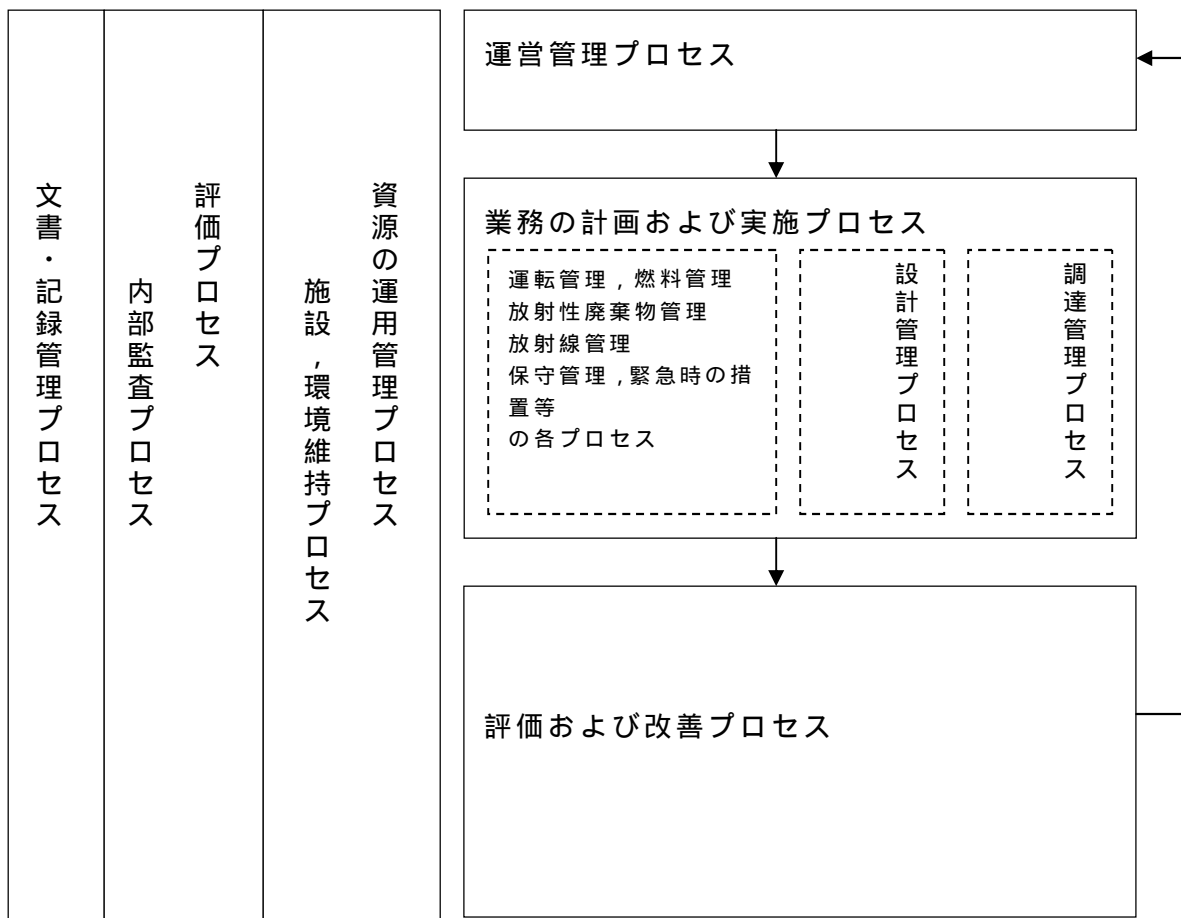 運営管理プロセス
業務の計画および実施プロセス
運転管理，燃料管理
放射性廃棄物管理
放射線管理
保守管理，緊急時の措
置等
の各プロセス
設計管理プロセス
調達管理プロセス
評価および改善プロセス
資源の運用管理プロセス
施設，環境維持プロセス
評価プロセス
内部監査プロセス
文書・記録管理プロセス